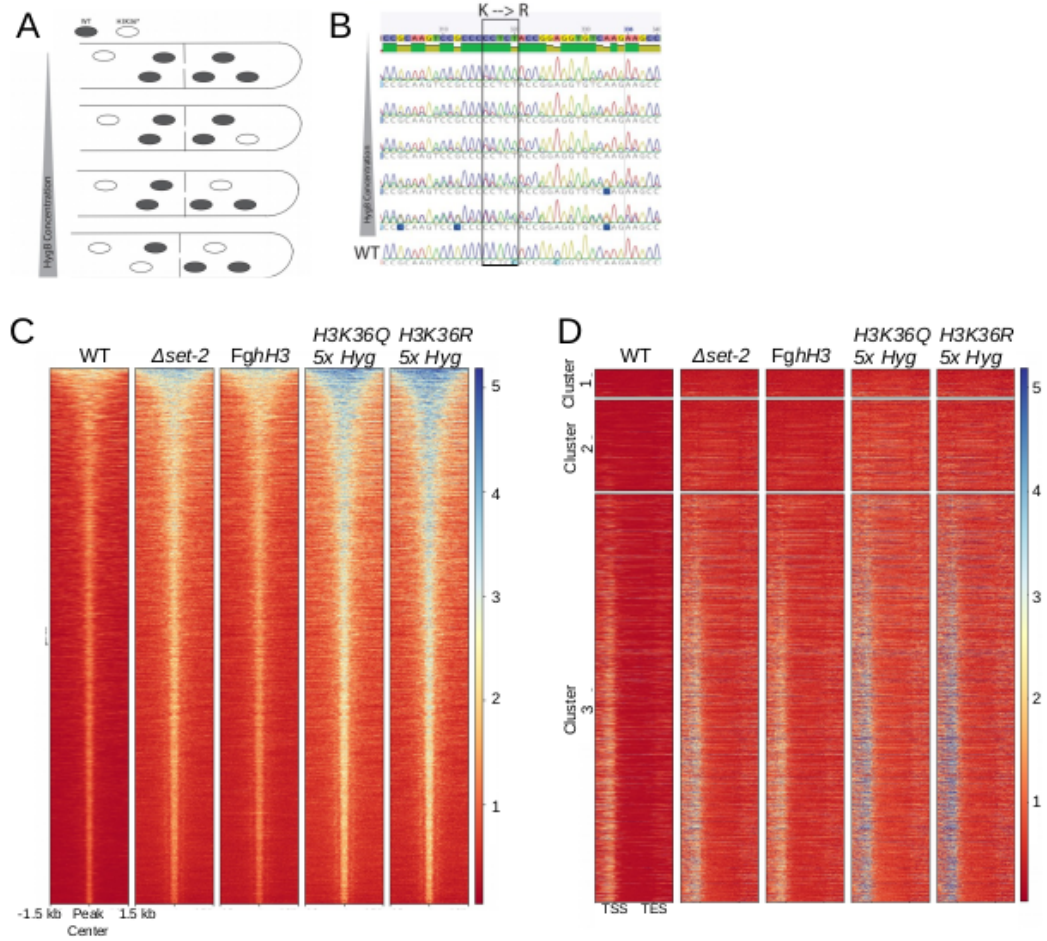 A
WT
H3K36*
HygB Concentration
B
K --> R
HygB Concentration
CCGCAAGTCCGCCCCCTCTACCGGAGGTGTCAAGAAGCC
WT
C
WT
Δset-2
FghH3
H3K36Q
5x Hyg
H3K36R
5x Hyg
5
4
3
2
1
-1.5 kb
Peak
Center
1.5 kb
D
WT
Δset-2
FghH3
H3K36Q
5x Hyg
H3K36R
5x Hyg
Cluster
1
Cluster
2
Cluster
3
5
4
3
2
1
TSS
TES